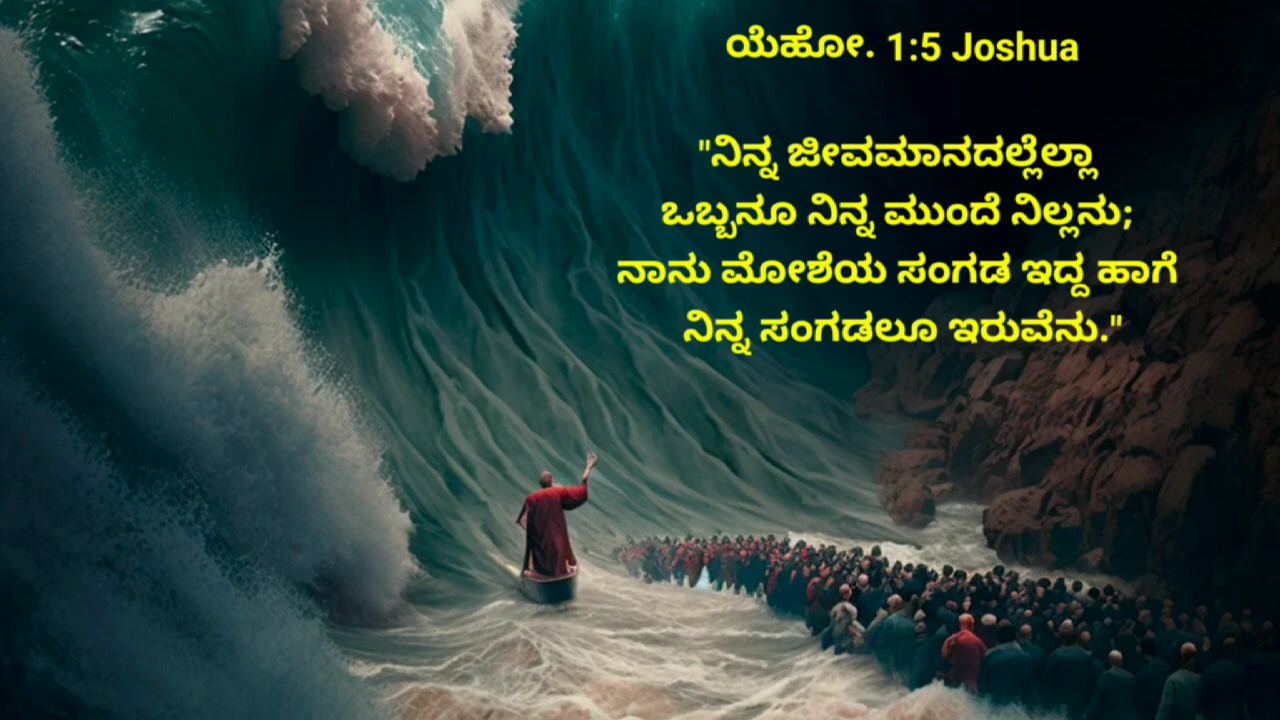 ಯೆಹೋ. 1:5 Joshua
"ನಿನ್ನ ಜೀವಮಾನದಲ್ಲೆಲ್ಲಾ
ಒಬ್ಬನೂ ನಿನ್ನ ಮುಂದೆ ನಿಲ್ಲನು;
ನಾನು ಮೋಶೆಯ ಸಂಗಡ ಇದ್ದ ಹಾಗೆ
ನಿನ್ನ ಸಂಗಡಲೂ ಇರುವೆನು."